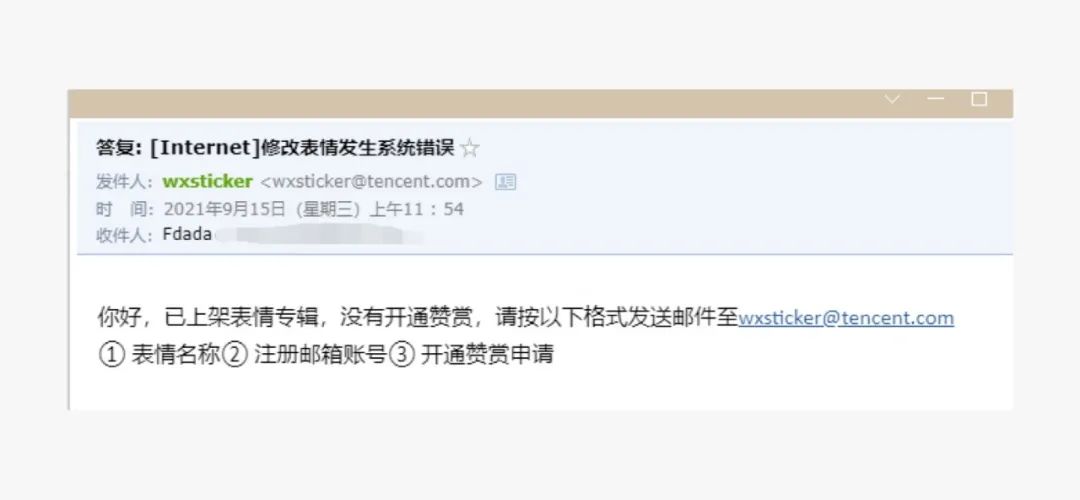 答复: [Internet]修改表情发生系统错误
发件人: wxsticker <wxsticker@tencent.com>
时 间: 2021年9月15日 (星期三) 上午11:54
收件人: Fdada
你好，已上架表情专辑，没有开通赞赏，请按以下格式发送邮件至wxsticker@tencent.com
① 表情名称② 注册邮箱账号③ 开通赞赏申请